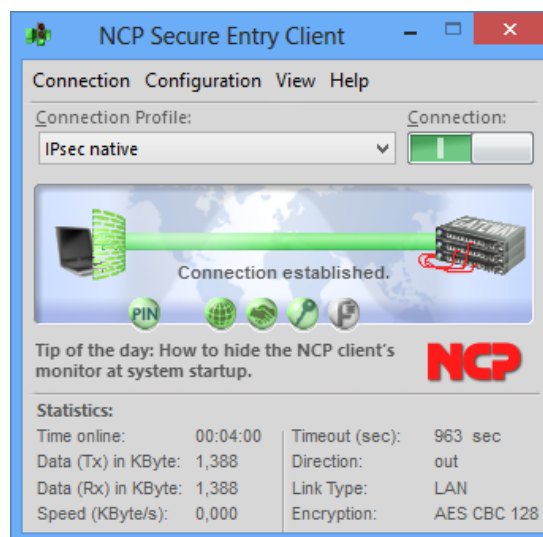 NCP Secure Entry Client
Connection Configuration View Help
Connection Profile: Connection:
IPsec native
GATEWAY
Connection established.
PIN
Tip of the day: How to hide the NCP client's
monitor at system startup.
NCP
Statistics:
Time online: 00:04:00 Timeout (sec): 963 sec
Data (Tx) in KByte: 1,388 Direction: out
Data (Rx) in KByte: 1,388 Link Type: LAN
Speed (KByte/s): 0,000 Encryption: AES CBC 128